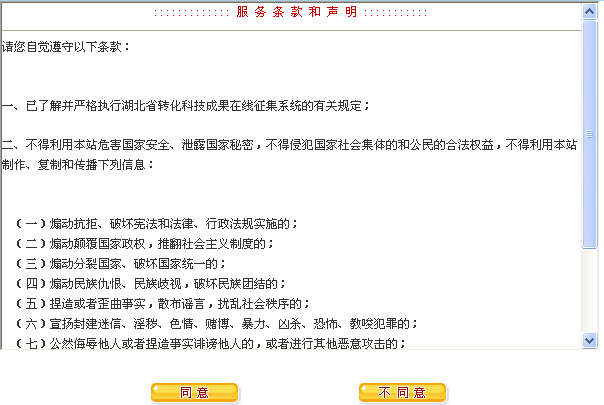 ::::::::::::: 服 务 条 款 和 声 明 :::::::::::
请您自觉遵守以下条款：
一、已了解并严格执行湖北省转化科技成果在线征集系统的有关规定；
二、不得利用本站危害国家安全、泄露国家秘密，不得侵犯国家社会集体的和公民的合法权益，不得利用本站
制作、复制和传播下列信息：
（一）煽动抗拒、破坏宪法和法律、行政法规实施的；
（二）煽动颠覆国家政权，推翻社会主义制度的；
（三）煽动分裂国家、破坏国家统一的；
（四）煽动民族仇恨、民族歧视，破坏民族团结的；
（五）捏造或者歪曲事实，散布谣言，扰乱社会秩序的；
（六）宣扬封建迷信、淫秽、色情、赌博、暴力、凶杀、恐怖、教唆犯罪的；
（七）公然侮辱他人或者捏造事实诽谤他人的，或者进行其他恶意攻击的；
同 意 不 同 意